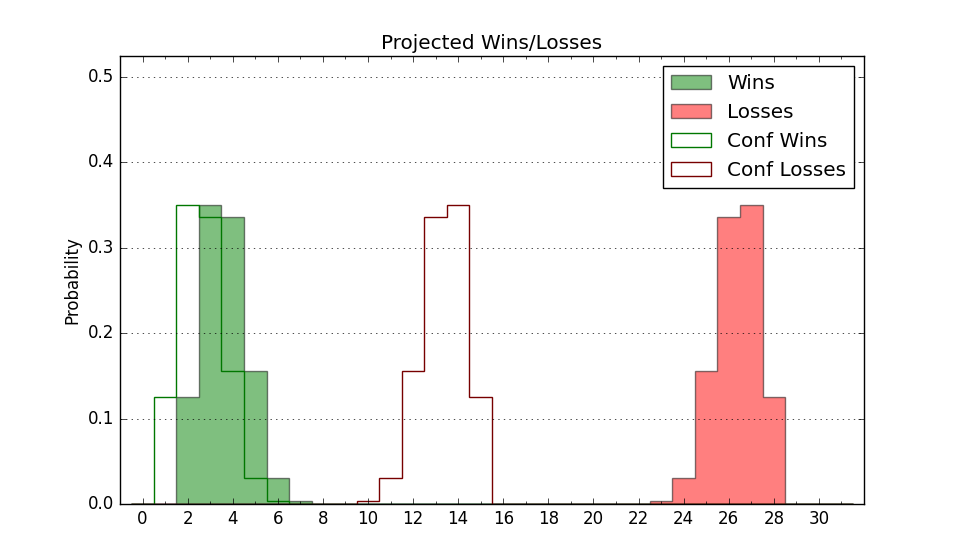 Projected Wins/Losses
Wins
Losses
Conf Wins
Conf Losses
Probability
0.5
0.4
0.3
0.2
0.1
0.0
0 2 4 6 8 10 12 14 16 18 20 22 24 26 28 30